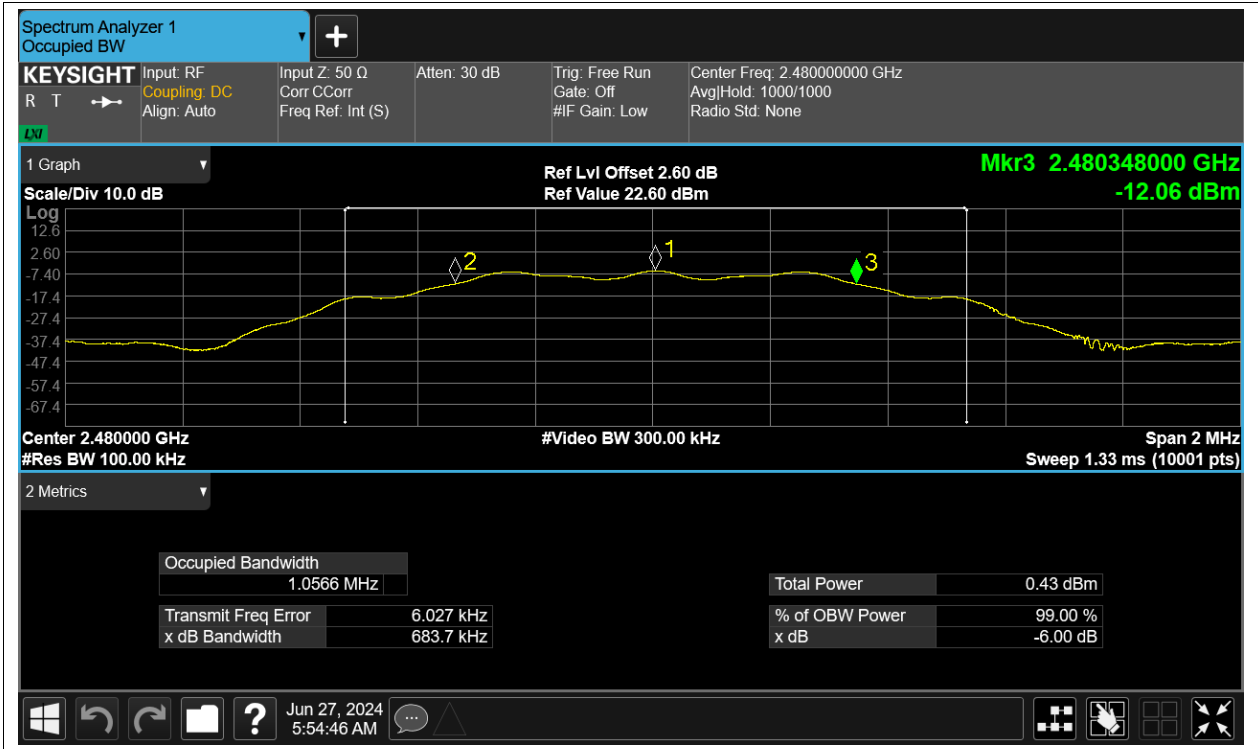 Spectrum Analyzer 1
Occupied BW
KEYSIGHT
R T
LXI
Input: RF
Coupling: DC
Align: Auto
Input Z: 50 Ω
Corr CCorr
Freq Ref: Int (S)
Atten: 30 dB
Trig: Free Run
Gate: Off
#IF Gain: Low
Center Freq: 2.480000000 GHz
Avg|Hold: 1000/1000
Radio Std: None
1 Graph
Scale/Div 10.0 dB
Ref Lvl Offset 2.60 dB
Ref Value 22.60 dBm
Mkr3 2.480348000 GHz
-12.06 dBm
Log
12.6
2.60
-7.40
-17.4
-27.4
-37.4
-47.4
-57.4
-67.4
2
1
3
Center 2.480000 GHz
#Res BW 100.00 kHz
#Video BW 300.00 kHz
Span 2 MHz
Sweep 1.33 ms (10001 pts)
2 Metrics
Occupied Bandwidth
1.0566 MHz
Transmit Freq Error 6.027 kHz
x dB Bandwidth 683.7 kHz
Total Power 0.43 dBm
% of OBW Power 99.00 %
x dB -6.00 dB
?
Jun 27, 2024
5:54:46 AM